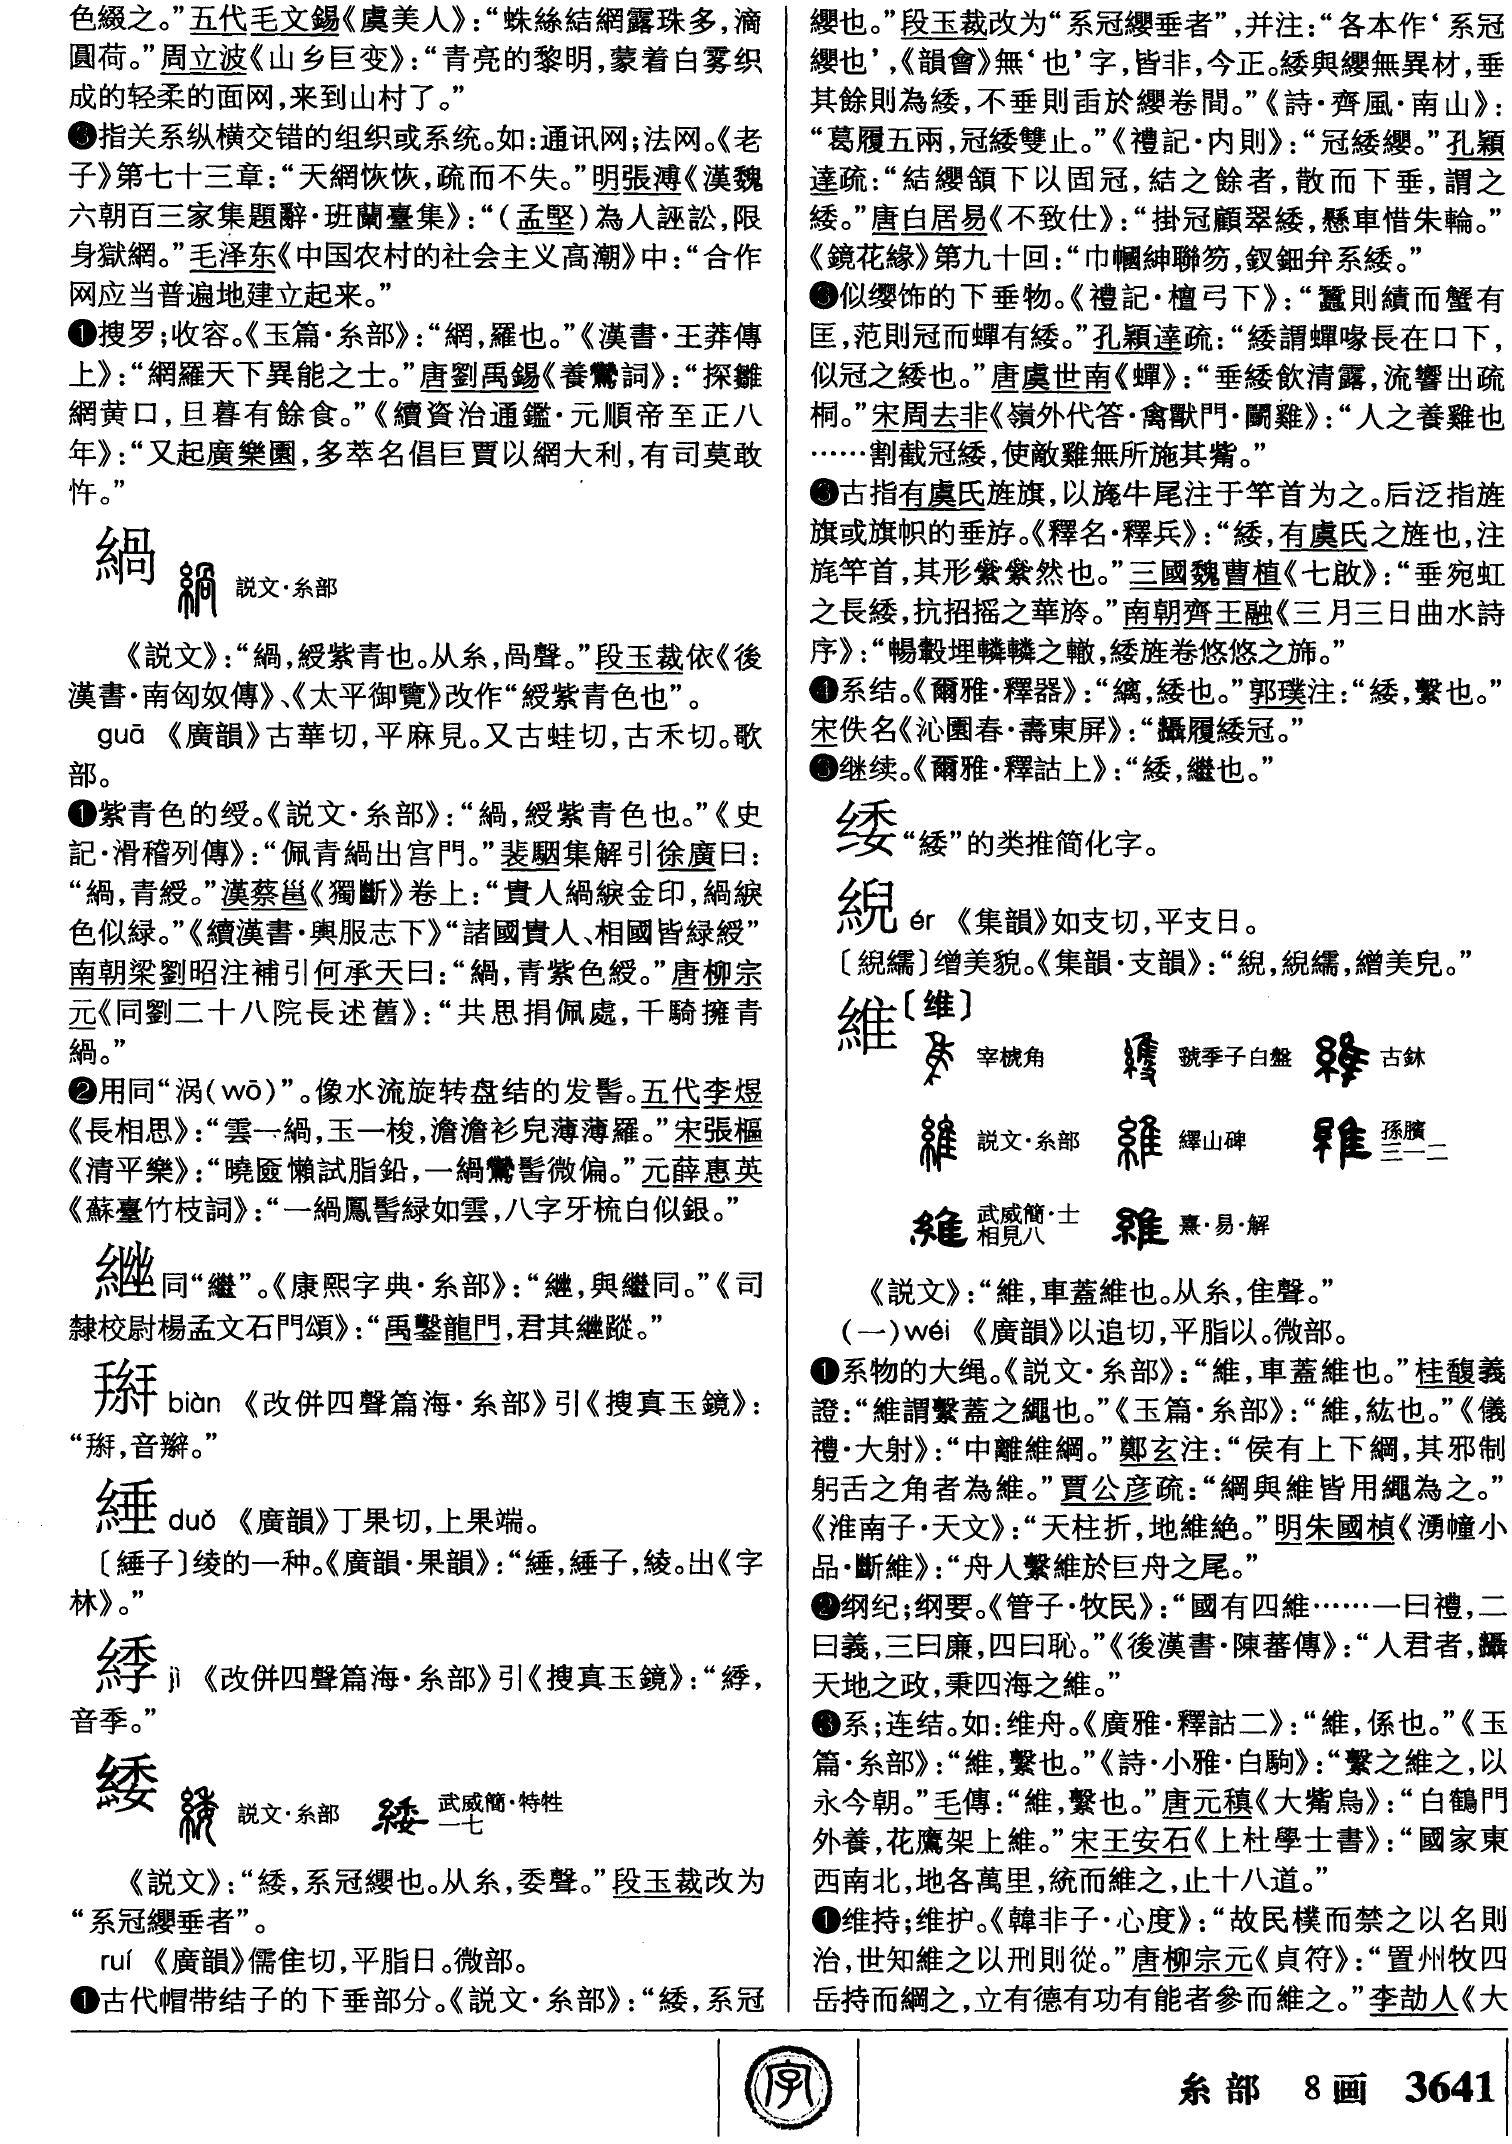 色綴之。”五代毛文錫《虞美人》：“蛛絲結網露珠多，滴
圓荷。”周立波《山乡巨变》：“青亮的黎明，蒙着白雾织
成的轻柔的面网，来到山村了。”
❻指关系纵横交错的组织或系统。如：通讯网；法网。《老
子》第七十三章：“天網恢恢，疏而不失。”明張溥《漢魏
六朝百三家集題辭·班蘭臺集》：“（孟堅）為人誣訟，限
身獄網。”毛泽东《中国农村的社会主义高潮》中：“合作
网应当普遍地建立起来。”
❶搜罗；收容。《玉篇·糸部》：“網，羅也。”《漢書·王莽傳
上》：“網羅天下異能之士。”唐劉禹錫《養鷙詞》：“探雛
網黄口，旦暮有餘食。”《續資治通鑑·元順帝至正八
年》：“又起廣樂園，多萃名倡巨賈以網大利，有司莫敢
忤。”
緺 説文·糸部
《説文》：“緺，綬紫青也。从糸，咼聲。”段玉裁依《後
漢書·南匈奴傳》、《太平御覽》改作“綬紫青色也”。
guā 《廣韻》古華切，平麻見。又古蛙切，古禾切。歌
部。
❶紫青色的绶。《説文·糸部》：“緺，綬紫青色也。”《史
記·滑稽列傳》：“佩青緺出宫門。”裴駰集解引徐廣曰：
“緺，青綬。”漢蔡邕《獨斷》卷上：“貴人緺綟金印，緺綟
色似緑。”《續漢書·輿服志下》“諸國貴人、相國皆緑綬”
南朝梁劉昭注補引何承天曰：“緺，青紫色綬。”唐柳宗
元《同劉二十八院長述舊》：“共思捐佩處，千騎擁青
緺。”
❷用同“涡（wō）”。像水流旋转盘结的发髻。五代李煜
《長相思》：“雲一緺，玉一梭，澹澹衫兒薄薄羅。”宋張樞
《清平樂》：“曉匳懶試脂鉛，一緺鸞髻微偏。”元薛惠英
《蘇臺竹枝詞》：“一緺鳳髻緑如雲，八字牙梳白似銀。”
同“繼”。《康熙字典·糸部》：“，與繼同。”《司
隸校尉楊孟文石門頌》：“禹鑿龍門，君其蹤。”
biàn 《改併四聲篇海·糸部》引《搜真玉鏡》：
“，音辮。”
綞 duǒ 《廣韻》丁果切，上果端。
〔綞子〕绫的一种。《廣韻·果韻》：“綞，綞子，綾。出《字
林》。”
jì 《改併四聲篇海·糸部》引《搜真玉鏡》：“，
音季。”
緌 説文·糸部 武威簡·特牲一七
《説文》：“緌，系冠纓也。从糸，委聲。”段玉裁改为
“系冠纓垂者”。
ruí 《廣韻》儒隹切，平脂日。微部。
❶古代帽带结子的下垂部分。《説文·糸部》：“緌，系冠
纓也。”段玉裁改为“系冠纓垂者”，并注：“各本作‘系冠
纓也’，《韻會》無‘也’字，皆非，今正。緌與纓無異材，垂
其餘則為緌，不垂則臿於纓卷間。”《詩·齊風·南山》：
“葛履五兩，冠緌雙止。”《禮記·内則》：“冠緌纓。”孔穎
達疏：“結纓頷下以固冠，結之餘者，散而下垂，謂之
緌。”唐白居易《不致仕》：“掛冠顧翠緌，懸車惜朱輪。”
《鏡花緣》第九十回：“巾幗紳聯笏，釵鈿弁系緌。”
似缨饰的下垂物。《禮記·檀弓下》：“蠶則績而蟹有
匡，范則冠而蟬有緌。”孔穎達疏：“緌謂蟬喙長在口下，
似冠之緌也。”唐虞世南《蟬》：“垂緌飲清露，流響出疏
桐。”宋周去非《嶺外代答·禽獸門·鬭雞》：“人之養雞也
……割截冠緌，使敵雞無所施其觜。”
❸古指有虞氏旌旗，以旄牛尾注于竿首为之。后泛指旌
旗或旗帜的垂斿。《釋名·釋兵》：“緌，有虞氏之旌也，注
旄竿首，其形蕤蕤然也。”三國魏曹植《七啟》：“垂宛虹
之長緌，抗招摇之華旍。”南朝齊王融《三月三日曲水詩
序》：“暢轂埋轔轔之轍，緌旌卷悠悠之斾。”
❹系结。《爾雅·釋器》：“縭，緌也。”郭璞注：“緌，繫也。”
宋佚名《沁園春·壽東屏》：“攝履緌冠。”
❺继续。《爾雅·釋詁上》：“緌，繼也。”
𫄨“緌”的类推简化字。
綐 ér 《集韻》如支切，平支日。
〔䋩繻〕缯美貌。《集韻·支韻》：“，繻，繒美皃。”
維〔维〕
宰椃角 虢季子白盤 古鉢
説文·糸部 繹山碑 孫臏三一二
武威簡·士相見八 熹·易·解
《説文》：“維，車蓋維也。从糸，隹聲。”
（一）wéi 《廣韻》以追切，平脂以。微部。
❶系物的大绳。《説文·糸部》：“維，車蓋維也。”桂馥義
證：“維謂繫蓋之繩也。”《玉篇·糸部》：“維，紘也。”《儀
禮·大射》：“中離維綱。”鄭玄注：“侯有上下綱，其邪制
躬舌之角者為維。”賈公彦疏：“綱與維皆用繩為之。”
《淮南子·天文》：“天柱折，地維絶。”明朱國楨《湧幢小
品·斷維》：“舟人繫維於巨舟之尾。”
❷纲纪；纲要。《管子·牧民》：“國有四維……一曰禮，二
曰義，三曰廉，四曰恥。”《後漢書·陳蕃傳》：“人君者，攝
天地之政，秉四海之維。”
❸系；连结。如：维舟。《廣雅·釋詁二》：“維，係也。”《玉
篇·糸部》：“維，繫也。”《詩·小雅·白駒》：“繫之維之，以
永今朝。”毛傳：“維，繫也。”唐元稹《大觜烏》：“白鶴門
外養，花鷹架上維。”宋王安石《上杜學士書》：“國家東
西南北，地各萬里，統而維之，止十八道。”
❹维持；维护。《韓非子·心度》：“故民樸而禁之以名則
治，世知維之以刑則從。”唐柳宗元《貞符》：“置州牧四
岳持而綱之，立有德有功有能者參而維之。”李劼人《大
字
糸部 8画 3641